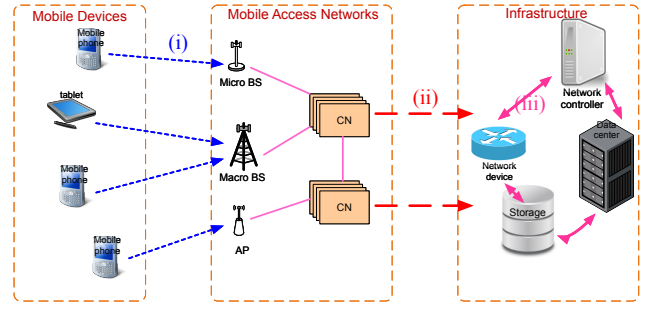 Mobile Devices
Mobile Access Networks
Infrastructure
Mobile
phone
(i)
Micro BS
tablet
CN
(ii)
(iii)
Network
controller
Data
center
Macro BS
Network
device
Mobile
phone
CN
Storage
AP
Mobile
phone